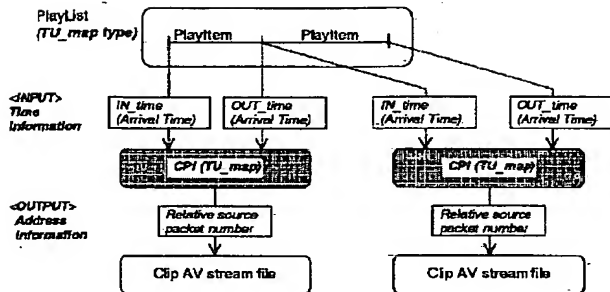 PlayList
(TU_map type)
PlayItem PlayItem
<INPUT>
Time
Information
IN_time
(Arrival Time)
OUT_time
(Arrival Time)
IN_time
(Arrival Time)
OUT_time
(Arrival Time)
CPI (TU_map)
CPI (TU_map)
<OUTPUT>
Address
Information
Relative source
packet number
Relative source
packet number
Clip AV stream file
Clip AV stream file